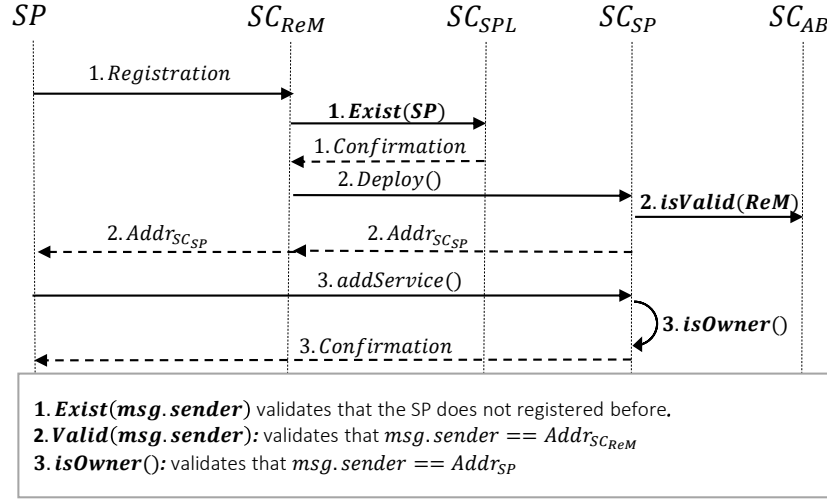 SP SC_ReM SC_SPL SC_SP SC_AB
1. Registration
1. Exist(SP)
1. Confirmation
2. Deploy()
2. isValid(ReM)
2. Addr_SC_SP 2. Addr_SC_SP
3. addService()
3. isOwner()
3. Confirmation
1. Exist(msg.sender) validates that the SP does not registered before.
2. Valid(msg.sender): validates that msg.sender == Addr_SC_ReM
3. isOwner(): validates that msg.sender == Addr_SP